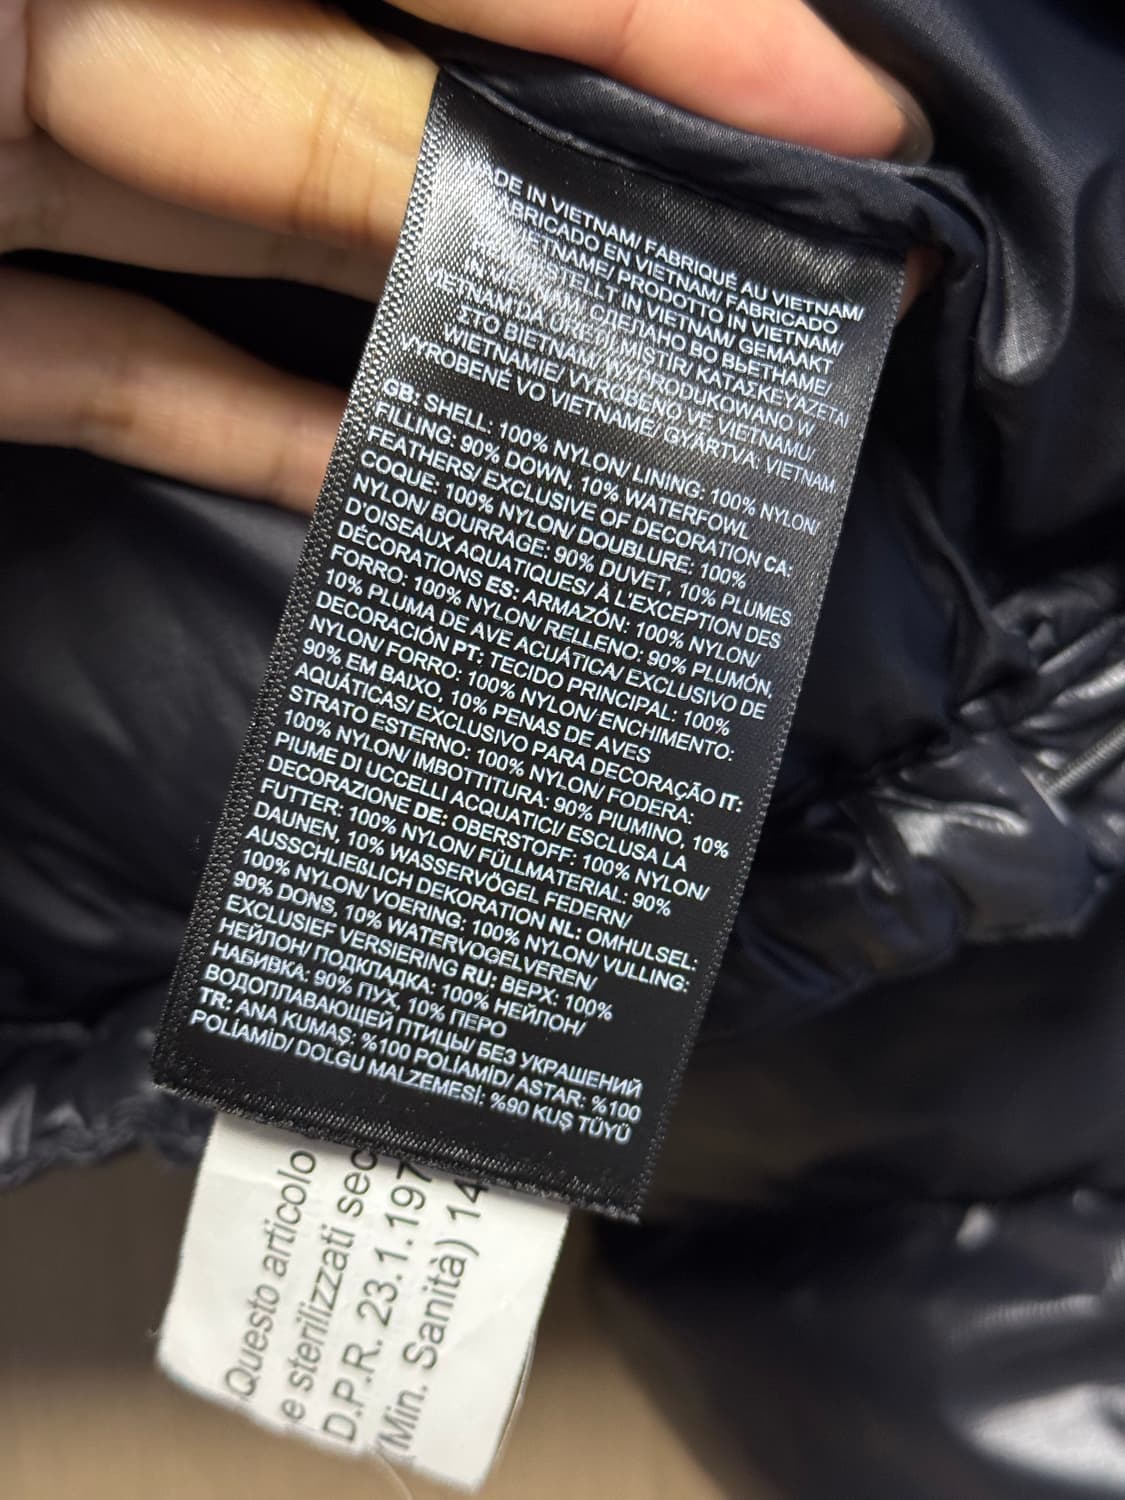 DE IN VIETNAM/ FABRIQUÉ AU VIETNAM/
FABRICADO EN VIETNAM/ FABRICADO
VIETNAME/ PRODOTTO IN VIETNAM/
IN VIETNAM/ GEMAAKT
IN VIETNAM/ СДЕЛАНО ВО ВЬЕТНАМЕ/
VIETNAM'DA ÜRETİLMİŞTİR/ ΚΑΤΑΣΚΕΥΑΖΕΤΑΙ
ΣΤΟ ΒΙΕΤΝΑΜ/ WYPRODUKOWANO W
WIETNAMIE/ VYROBENO VE VIETNAMU/
VYROBENÉ VO VIETNAME/ GYÁRTVA: VIETNAM
GB: SHELL: 100% NYLON/ LINING: 100% NYLON/
FILLING: 90% DOWN, 10% WATERFOWL
FEATHERS/ EXCLUSIVE OF DECORATION CA:
COQUE: 100% NYLON/ DOUBLURE: 100%
NYLON/ BOURRAGE: 90% DUVET, 10% PLUMES
D'OISEAUX AQUATIQUES/ À L'EXCEPTION DES
DÉCORATIONS ES: ARMAZÓN: 100% NYLON/
FORRO: 100% NYLON/ RELLENO: 90% PLUMÓN,
10% PLUMA DE AVE ACUÁTICA/ EXCLUSIVO DE
DECORACIÓN PT: TECIDO PRINCIPAL: 100%
NYLON/ FORRO: 100% NYLON/ ENCHIMENTO:
90% EM BAIXO, 10% PENAS DE AVES
AQUÁTICAS/ EXCLUSIVO PARA DECORAÇÃO IT:
STRATO ESTERNO: 100% NYLON/ FODERA:
100% NYLON/ IMBOTTITURA: 90% PIUMINO, 10%
PIUME DI UCCELLI ACQUATICI/ ESCLUSA LA
DECORAZIONE DE: OBERSTOFF: 100% NYLON/
FUTTER: 100% NYLON/ FÜLLMATERIAL: 90%
DAUNEN, 10% WASSERVÖGEL FEDERN/
AUSSCHLIEßLICH DEKORATION NL: OMHULSEL:
100% NYLON/ VOERING: 100% NYLON/ VULLING:
90% DONS, 10% WATERVOGELVEREN/
EXCLUSIEF VERSIERING RU: ВЕРХ: 100%
НЕЙЛОН/ ПОДКЛАДКА: 100% НЕЙЛОН/
НАБИВКА: 90% ПУХ, 10% ПЕРО
ВОДОПЛАВАЮЩЕЙ ПТИЦЫ/ БЕЗ УКРАШЕНИЙ
TR: ANA KUMAŞ: %100 POLİAMİD/ ASTAR: %100
POLİAMİD/ DOLGU MALZEMESİ: %90 KUŞ TÜYÜ
Questo articolo
e sterilizzati sec
D.P.R. 23.1.197
(Min. Sanità) 14